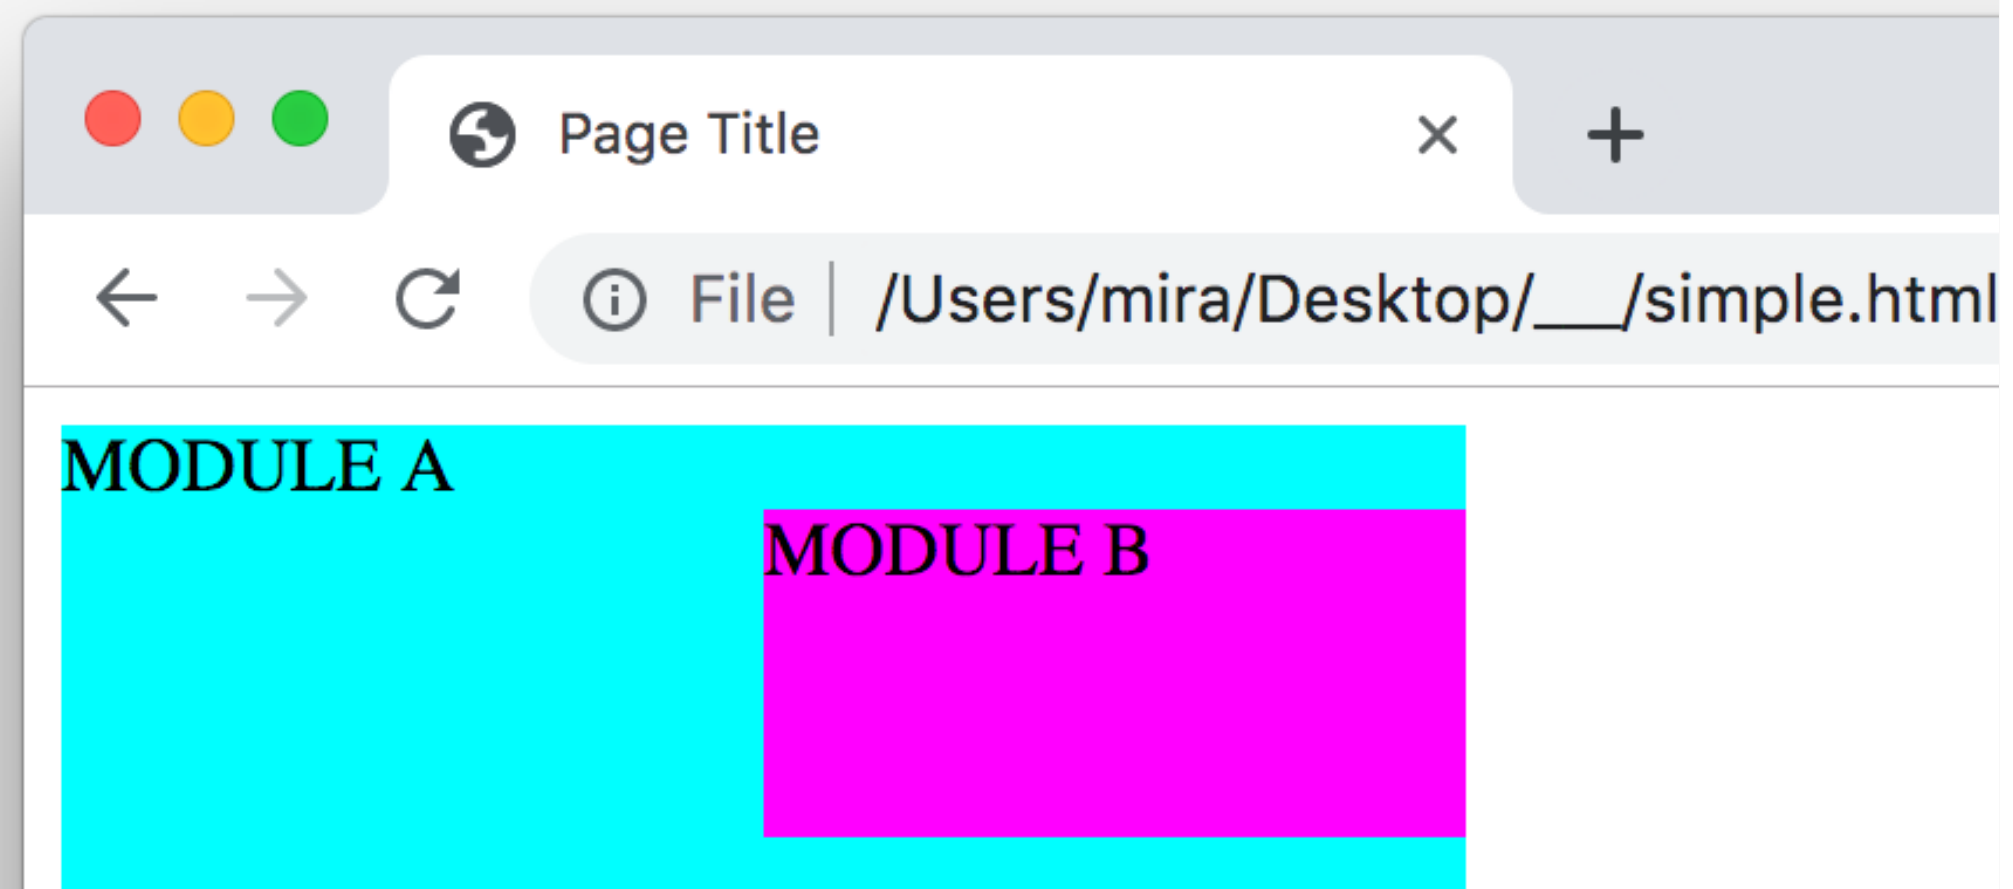 Page Title
File | /Users/mira/Desktop/___/simple.html
MODULE A
MODULE B